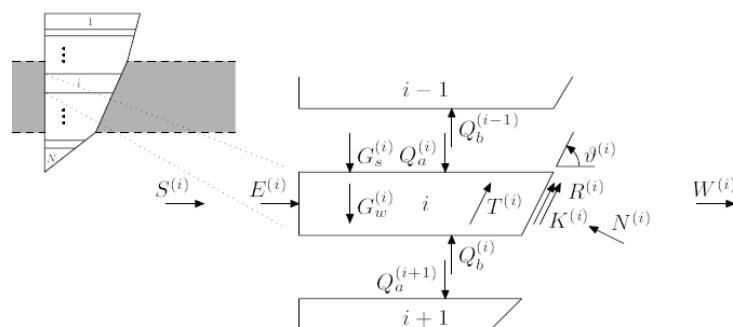 1
i
N
i − 1
Q_b^{(i-1)}
G_s^{(i)} Q_a^{(i)} ϑ^{(i)}
S^{(i)} E^{(i)} G_w^{(i)} i T^{(i)} R^{(i)} W^{(i)}
K^{(i)} N^{(i)}
Q_b^{(i)}
Q_a^{(i+1)}
i + 1